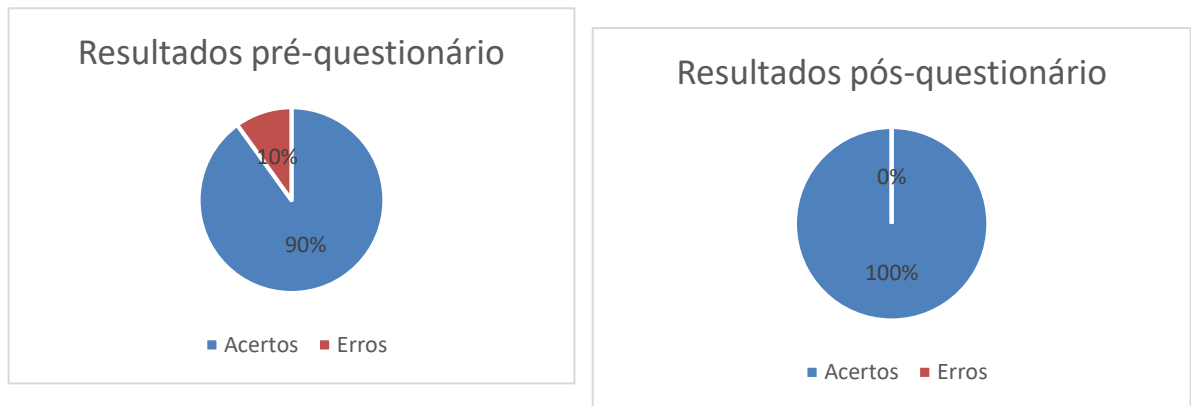 Resultados pré-questionário
10%
90%
Acertos Erros
Resultados pós-questionário
0%
100%
Acertos Erros